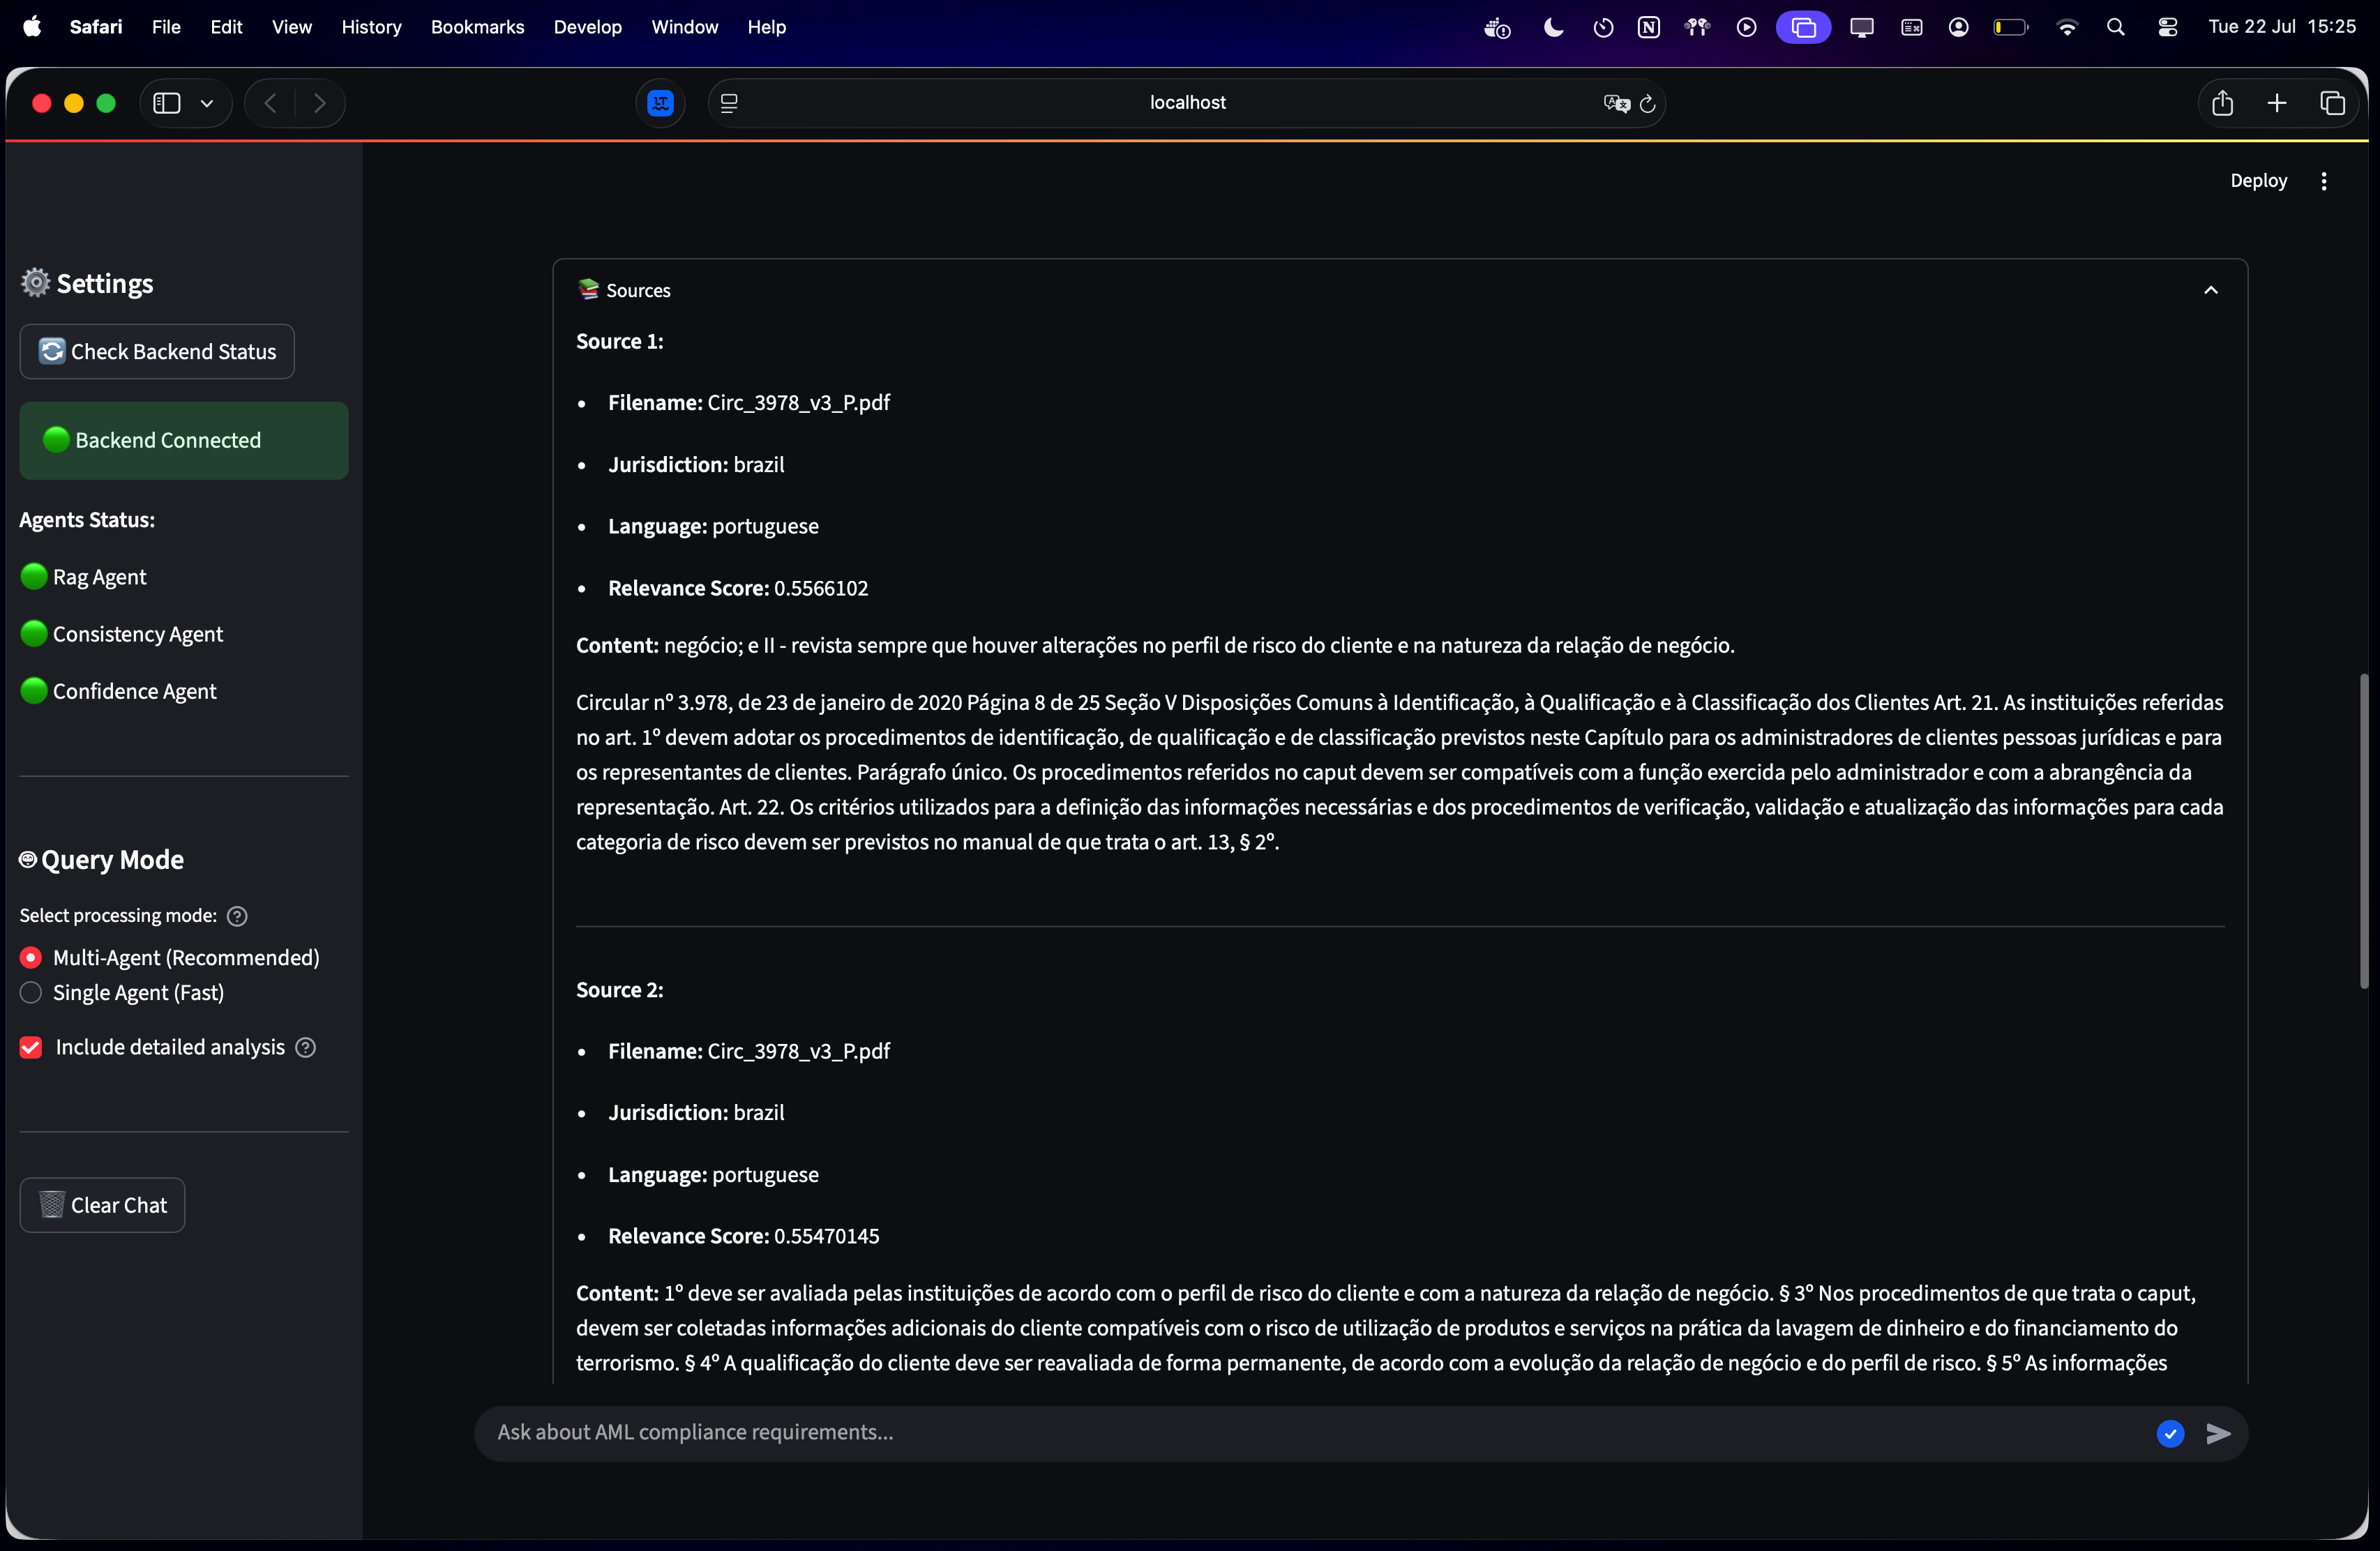 Safari File Edit View History Bookmarks Develop Window Help Tue 22 Jul 15:25
localhost
Deploy
⚙️ Settings
Check Backend Status
Backend Connected
Agents Status:
Rag Agent
Consistency Agent
Confidence Agent
Query Mode
Select processing mode:
Multi-Agent (Recommended)
Single Agent (Fast)
Include detailed analysis
Clear Chat
📚 Sources
Source 1:
• Filename: Circ_3978_v3_P.pdf
• Jurisdiction: brazil
• Language: portuguese
• Relevance Score: 0.5566102
Content: negócio; e II - revista sempre que houver alterações no perfil de risco do cliente e na natureza da relação de negócio.
Circular nº 3.978, de 23 de janeiro de 2020 Página 8 de 25 Seção V Disposições Comuns à Identificação, à Qualificação e à Classificação dos Clientes Art. 21. As instituições referidas
no art. 1º devem adotar os procedimentos de identificação, de qualificação e de classificação previstos neste Capítulo para os administradores de clientes pessoas jurídicas e para
os representantes de clientes. Parágrafo único. Os procedimentos referidos no caput devem ser compatíveis com a função exercida pelo administrador e com a abrangência da
representação. Art. 22. Os critérios utilizados para a definição das informações necessárias e dos procedimentos de verificação, validação e atualização das informações para cada
categoria de risco devem ser previstos no manual de que trata o art. 13, § 2º.
Source 2:
• Filename: Circ_3978_v3_P.pdf
• Jurisdiction: brazil
• Language: portuguese
• Relevance Score: 0.55470145
Content: 1º deve ser avaliada pelas instituições de acordo com o perfil de risco do cliente e com a natureza da relação de negócio. § 3º Nos procedimentos de que trata o caput,
devem ser coletadas informações adicionais do cliente compatíveis com o risco de utilização de produtos e serviços na prática da lavagem de dinheiro e do financiamento do
terrorismo. § 4º A qualificação do cliente deve ser reavaliada de forma permanente, de acordo com a evolução da relação de negócio e do perfil de risco. § 5º As informações
Ask about AML compliance requirements...